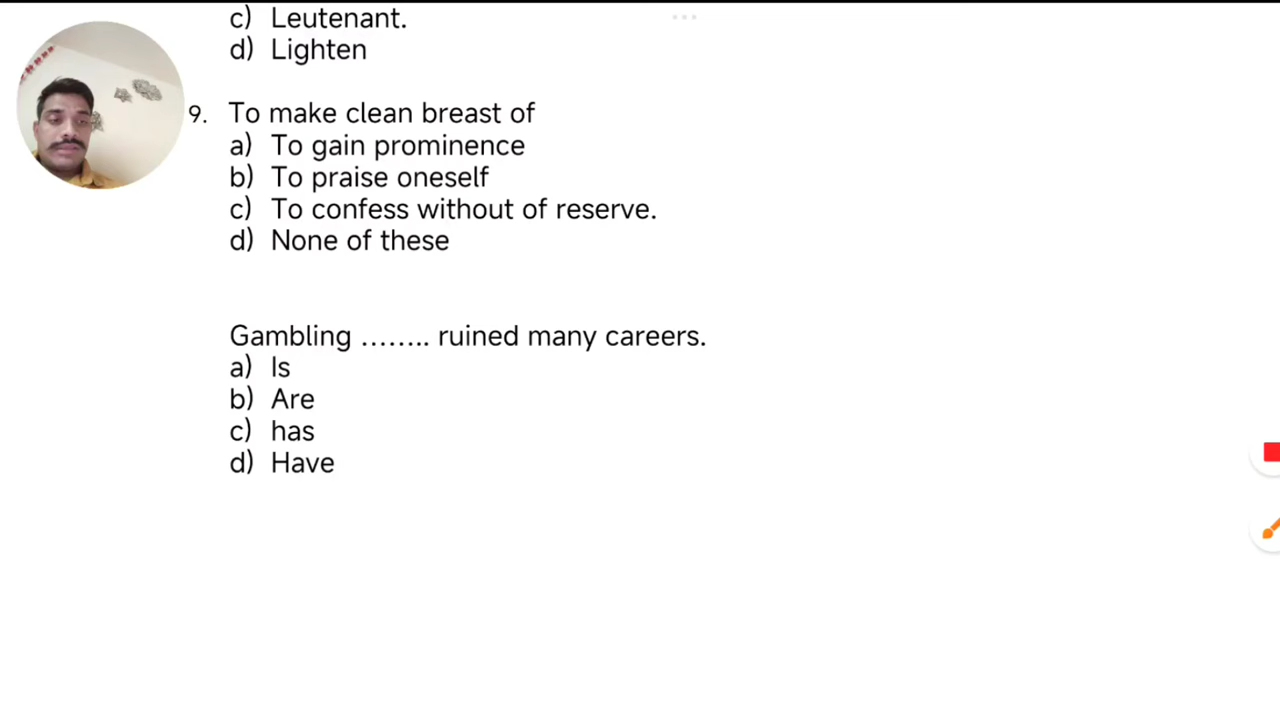 c) Leutenant.
d) Lighten
9. To make clean breast of
a) To gain prominence
b) To praise oneself
c) To confess without of reserve.
d) None of these
Gambling ........ ruined many careers.
a) Is
b) Are
c) has
d) Have